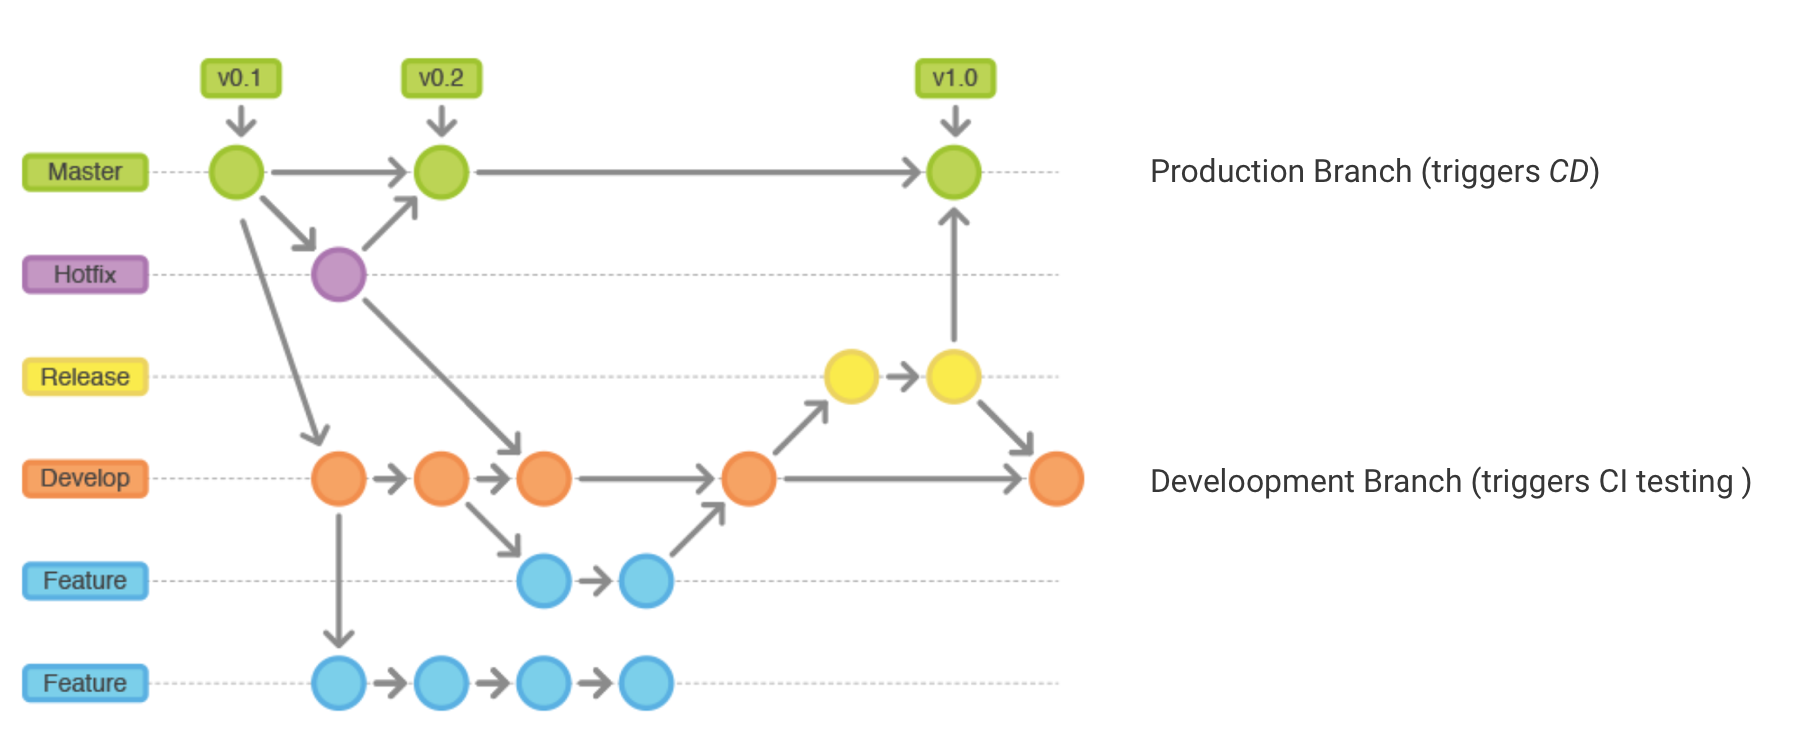 v0.1
v0.2
v1.0
Master
Production Branch (triggers CD)
Hotfix
Release
Develop
Develoopment Branch (triggers CI testing )
Feature
Feature